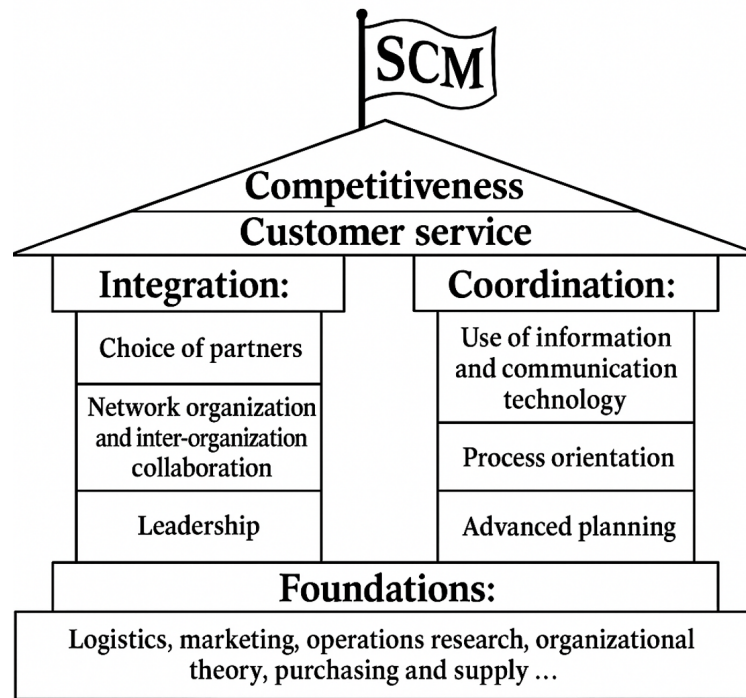 SCM
Competitiveness
Customer service
Integration:
Choice of partners
Network organization
and inter-organization
collaboration
Leadership
Coordination:
Use of information
and communication
technology
Process orientation
Advanced planning
Foundations:
Logistics, marketing, operations research, organizational
theory, purchasing and supply ...